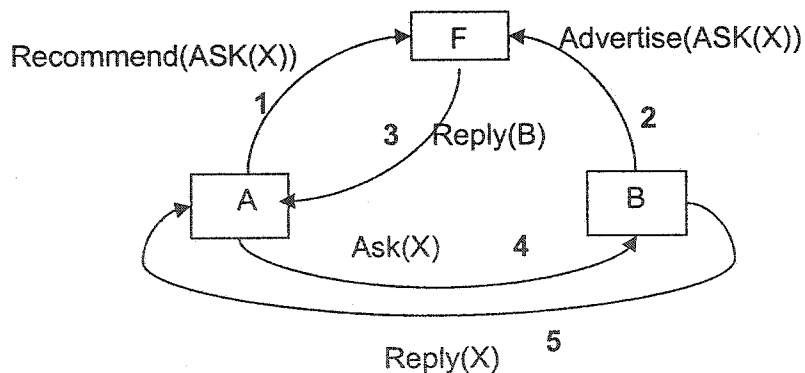 F
Recommend(ASK(X))
Advertise(ASK(X))
1
2
3
Reply(B)
A
B
Ask(X)
4
5
Reply(X)